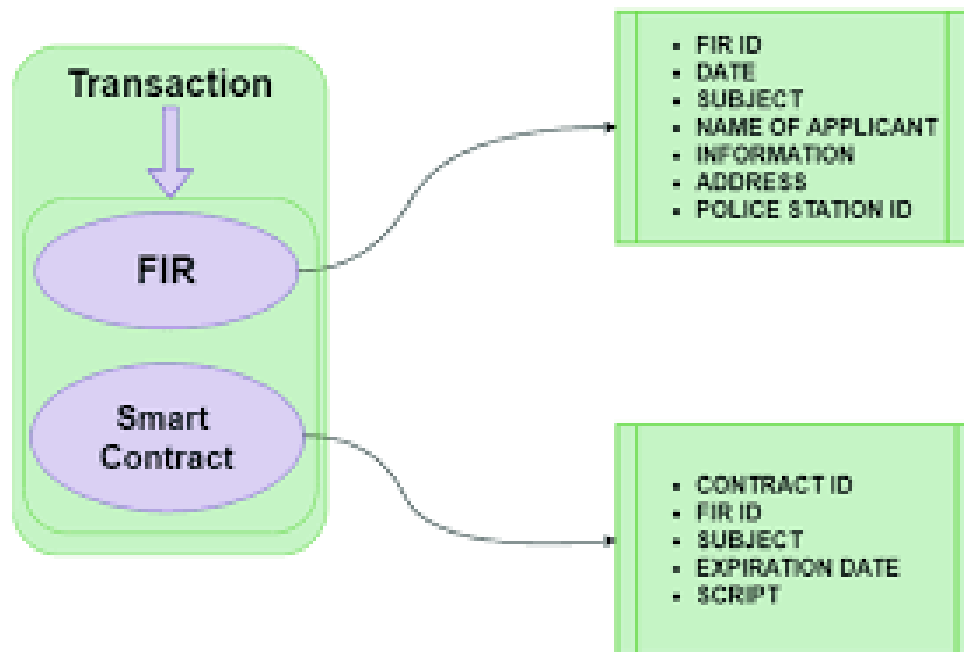 Transaction
FIR
Smart
Contract
• FIR ID
• DATE
• SUBJECT
• NAME OF APPLICANT
• INFORMATION
• ADDRESS
• POLICE STATION ID
• CONTRACT ID
• FIR ID
• SUBJECT
• EXPIRATION DATE
• SCRIPT